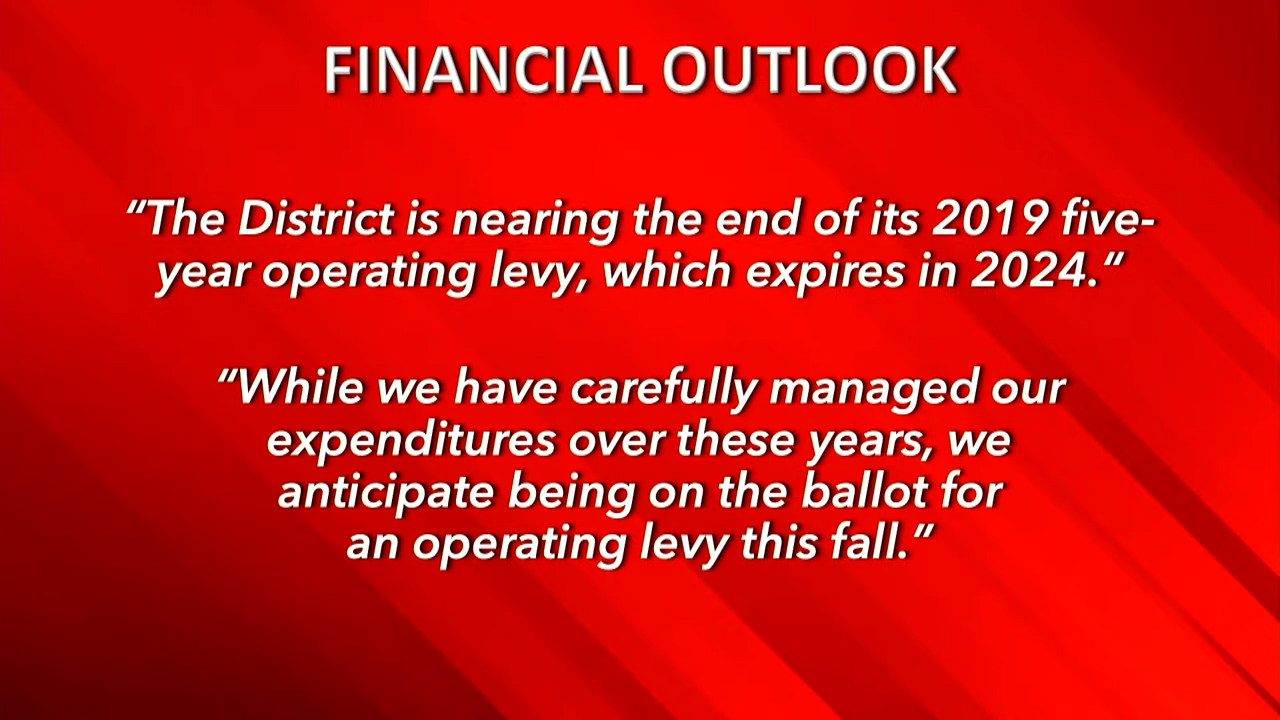 FINANCIAL OUTLOOK
“The District is nearing the end of its 2019 five-
year operating levy, which expires in 2024.“
“While we have carefully managed our
expenditures over these years, we
anticipate being on the ballot for
an operating levy this fall.”